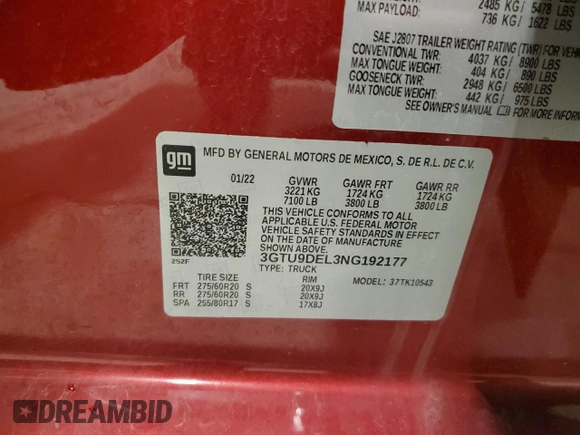 2485 KG/ 5478 LBS
MAX PAYLOAD:
736 KG/ 1622 LBS
SAE J2807 TRAILER WEIGHT RATING (TWR) FOR VEHIC
CONVENTIONAL TWR: 4037 KG/ 8900 LBS
MAX TONGUE WEIGHT: 404 KG/ 890 LBS
GOOSENECK TWR: 2948 KG/ 6500 LBS
MAX TONGUE WEIGHT: 442 KG/ 975 LBS
SEE OWNER'S MANUAL FOR MORE INFORM
gm MFD BY GENERAL MOTORS DE MEXICO, S. DE R.L. DE C.V.
01/22 GVWR GAWR FRT GAWR RR
3221 KG 1724 KG 1724 KG
7100 LB 3800 LB 3800 LB
THIS VEHICLE CONFORMS TO ALL
APPLICABLE U.S. FEDERAL MOTOR
VEHICLE SAFETY STANDARDS IN EFFECT
ON THE DATE OF MANUFACTURE
SHOWN ABOVE.
252F 3GTU9DEL3NG192177
TYPE: TRUCK MODEL: 37TK10543
TIRE SIZE RIM
FRT 275/60R20 S 20X9J
RR 275/60R20 S 20X9J
SPA 255/80R17 S 17X8J
DREAMBID